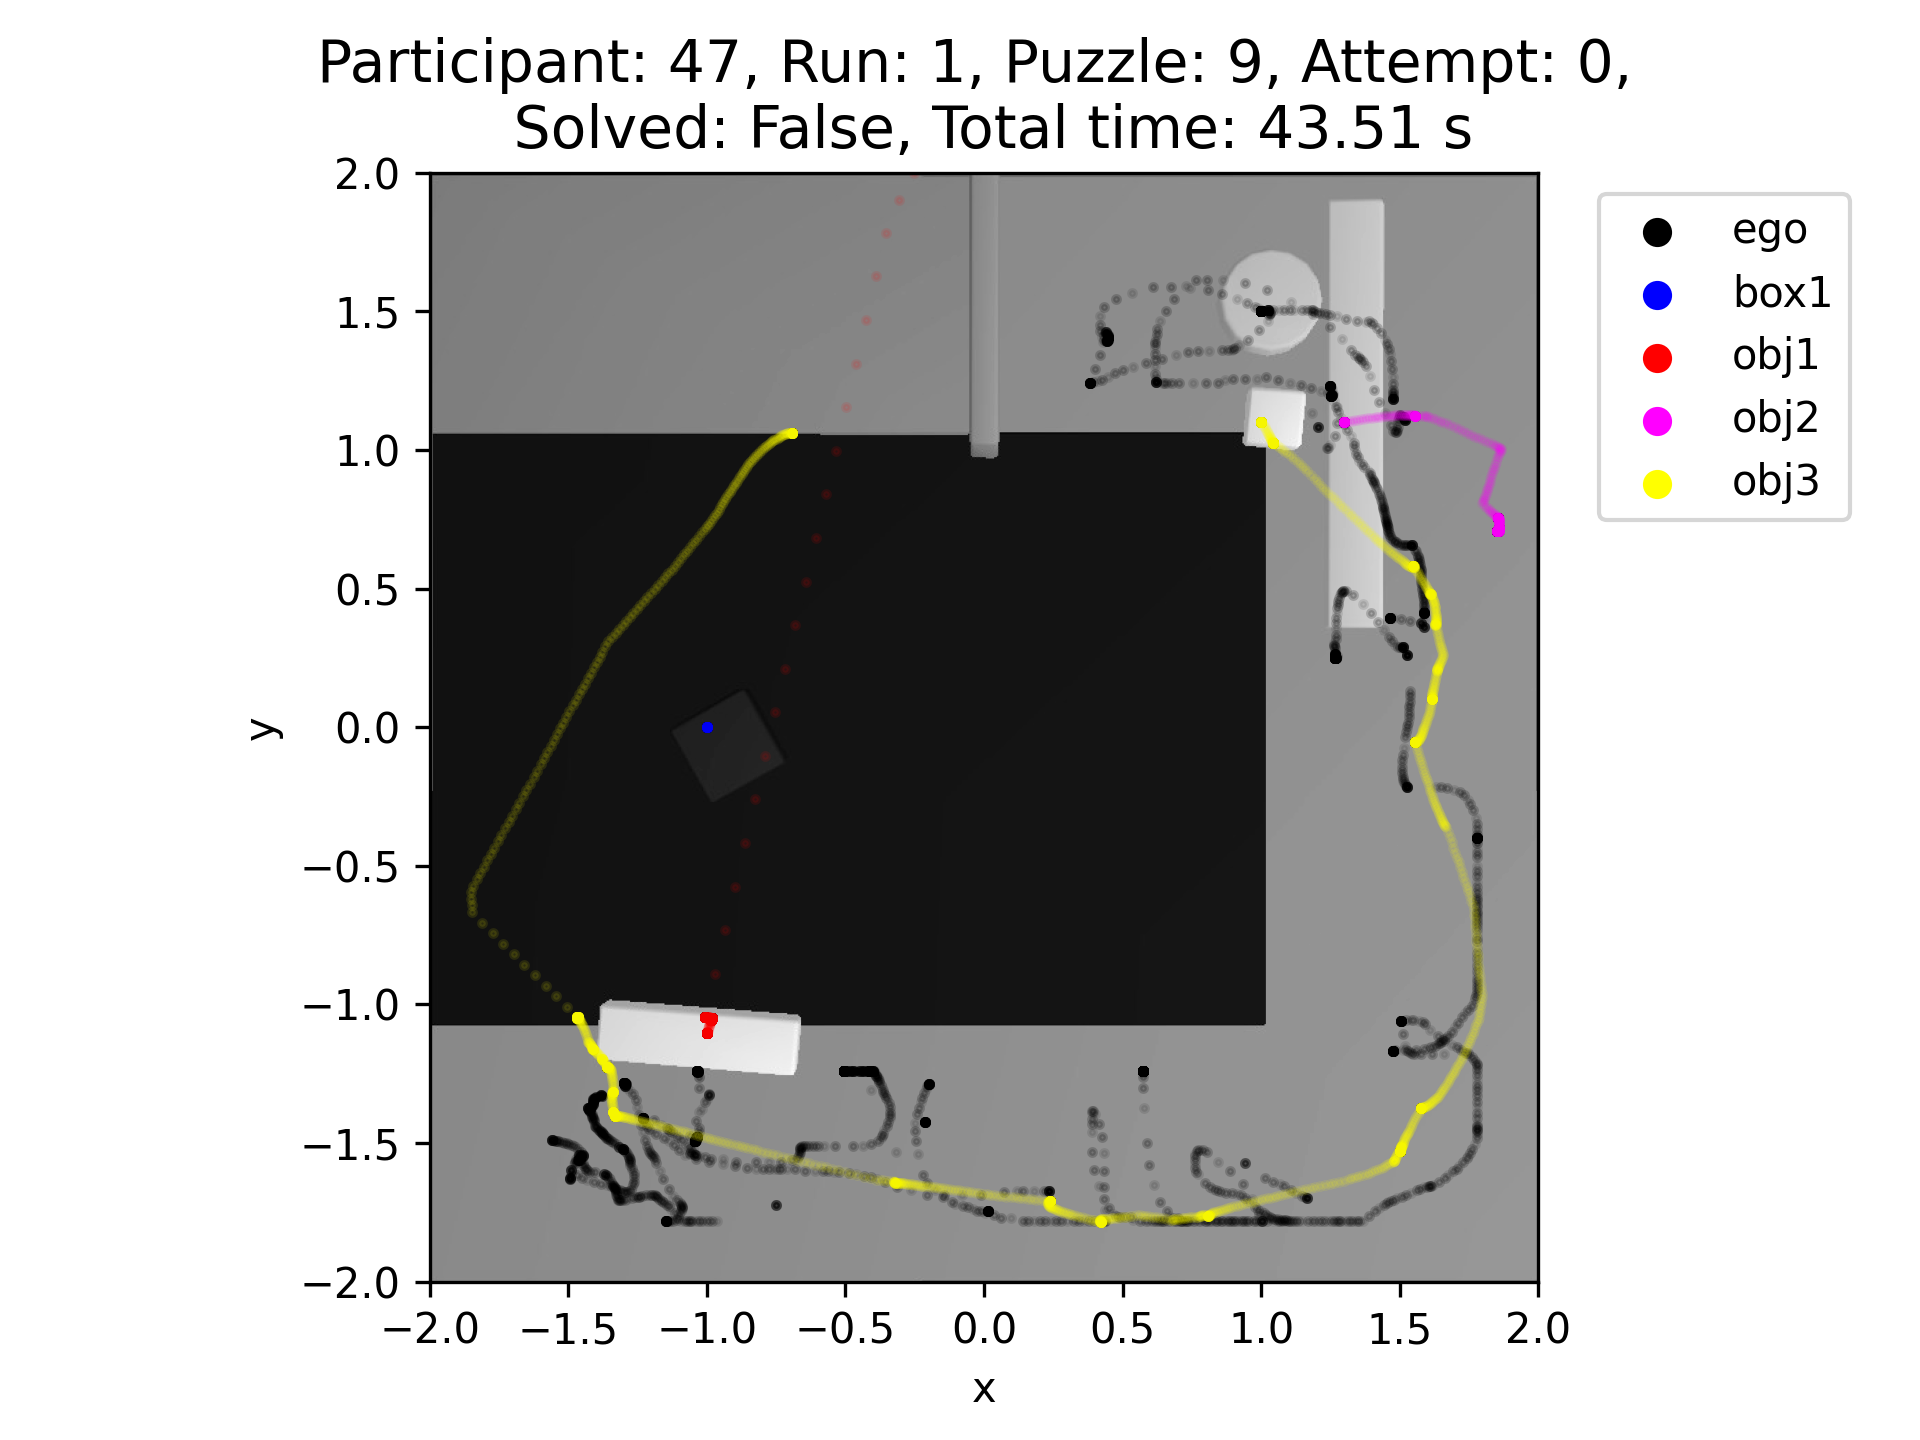 Participant: 47, Run: 1, Puzzle: 9, Attempt: 0,
Solved: False, Total time: 43.51 s
2.0
1.5
1.0
0.5
0.0
−0.5
−1.0
−1.5
−2.0
y
−2.0 −1.5 −1.0 −0.5 0.0 0.5 1.0 1.5 2.0
x
ego
box1
obj1
obj2
obj3